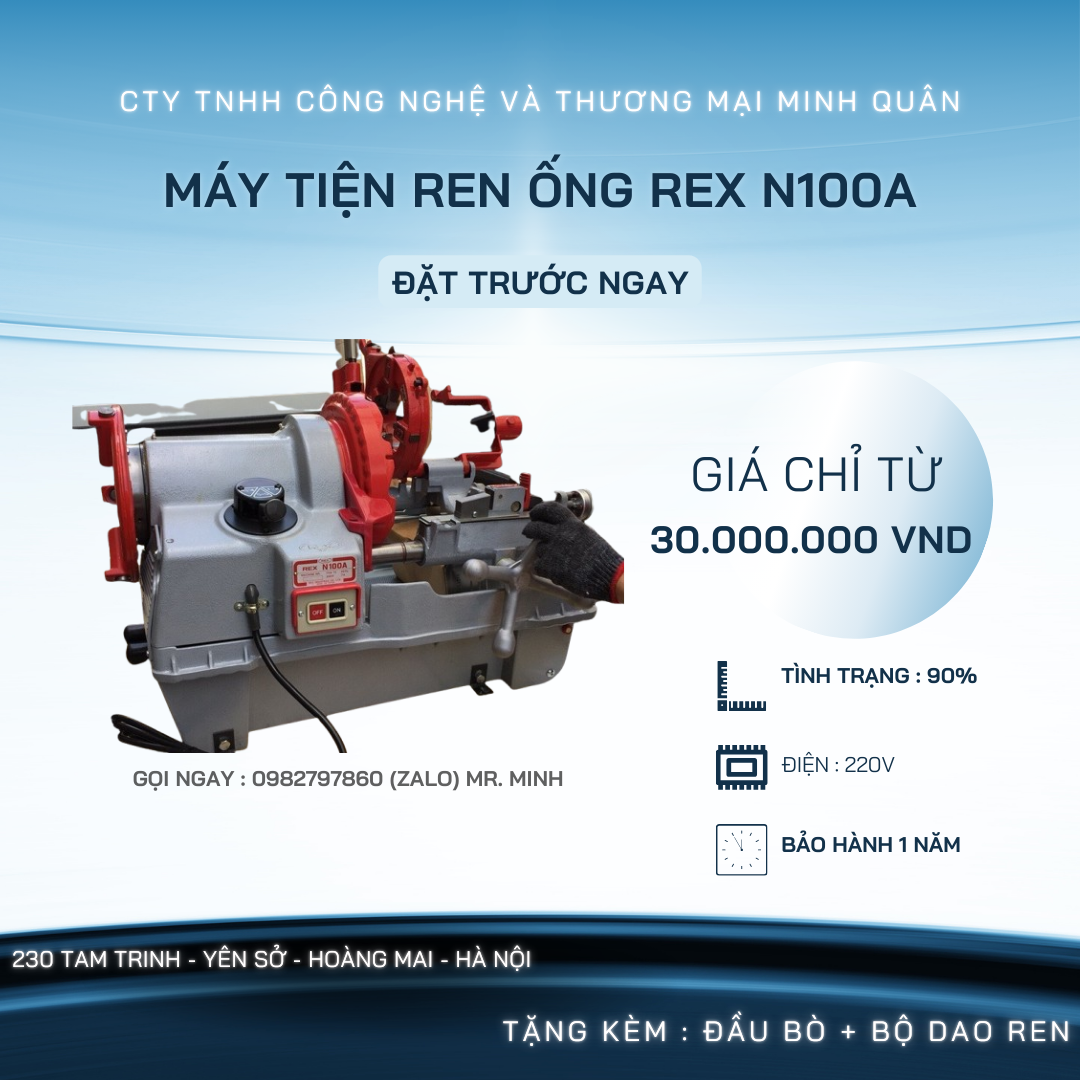 CTY TNHH CÔNG NGHỆ VÀ THƯƠNG MẠI MINH QUÂN
MÁY TIỆN REN ỐNG REX N100A
ĐẶT TRƯỚC NGAY
GIÁ CHỈ TỪ
30.000.000 VND
REX N100A
OFF ON
TÌNH TRẠNG : 90%
ĐIỆN : 220V
BẢO HÀNH 1 NĂM
GỌI NGAY : 0982797860 (ZALO) MR. MINH
230 TAM TRINH - YÊN SỞ - HOÀNG MAI - HÀ NỘI
TẶNG KÈM : ĐẦU BÒ + BỘ DAO REN